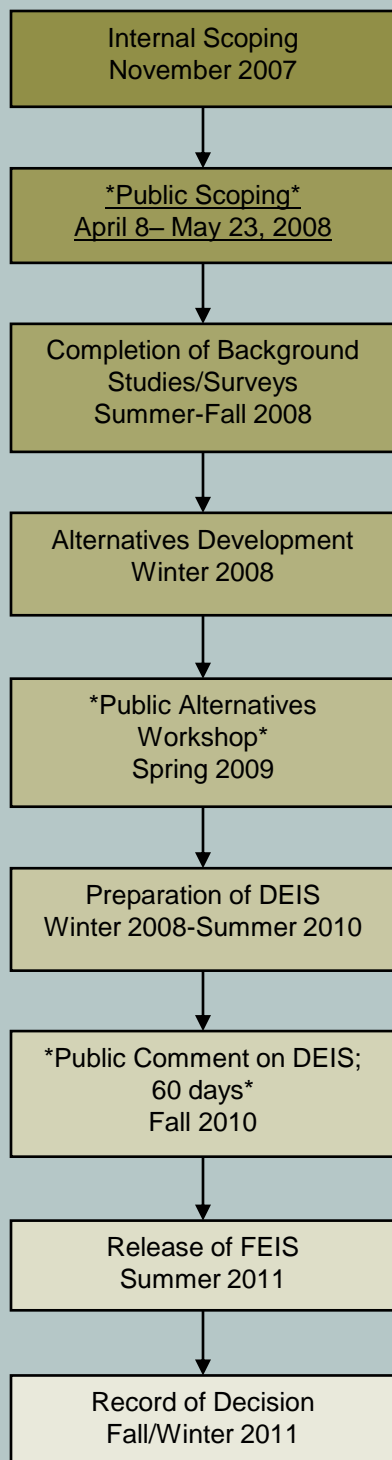 Internal Scoping
November 2007
*Public Scoping*
April 8– May 23, 2008
Completion of Background
Studies/Surveys
Summer-Fall 2008
Alternatives Development
Winter 2008
*Public Alternatives
Workshop*
Spring 2009
Preparation of DEIS
Winter 2008-Summer 2010
*Public Comment on DEIS;
60 days*
Fall 2010
Release of FEIS
Summer 2011
Record of Decision
Fall/Winter 2011